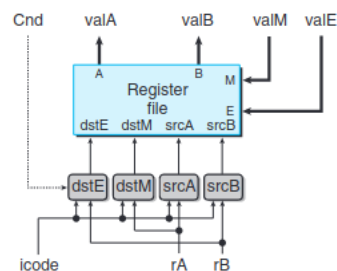 Cnd valA valB valM valE
A B M
Register
file
E
dstE dstM srcA srcB
dstE dstM srcA srcB
icode rA rB